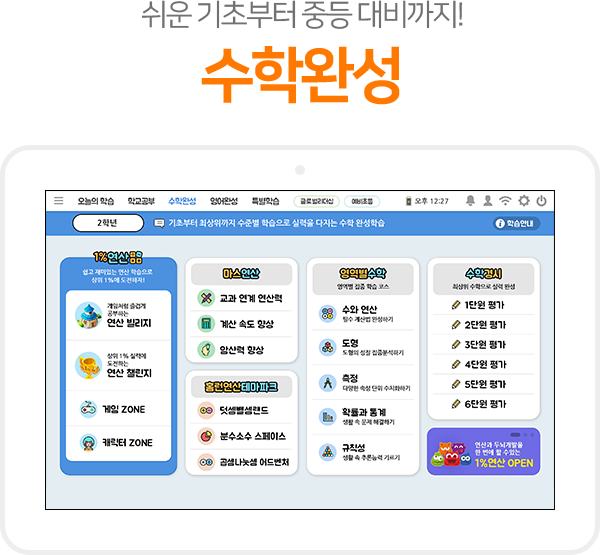 쉬운 기초부터 중등 대비까지!
수학완성
오늘의 학습 학교공부 수학완성 영어완성 특별학습 글로벌리더십 예비초등 오후 12:27
2학년 기초부터 최상위까지 수준별 학습으로 실력을 다지는 수학 완성학습 학습안내
1%연산
쉽고 재미있는 연산 학습으로
상위 1%에 도전하자!
게임처럼 즐겁게
공부하는
연산 빌리지
상위 1% 실력에
도전하는
연산 챌린지
게임 ZONE
캐릭터 ZONE
마스연산
교과 연계 연산력
계산 속도 향상
암산력 향상
훌런연산테마파크
덧셈뺄셈랜드
분수소수 스페이스
곱셈나눗셈 어드벤처
영역별수학
영역별 집중 학습 코스
수와 연산
필수 계산법 완성하기
도형
도형의 성질 집중분석하기
측정
다양한 속성 단위 수치화하기
확률과 통계
생활 속 문제 해결하기
규칙성
생활 속 추론능력 기르기
수학경시
최상위 수학으로 실력 완성
1단원 평가
2단원 평가
3단원 평가
4단원 평가
5단원 평가
6단원 평가
연산과 두뇌개발을
한 번에 할 수있는
1%연산 OPEN